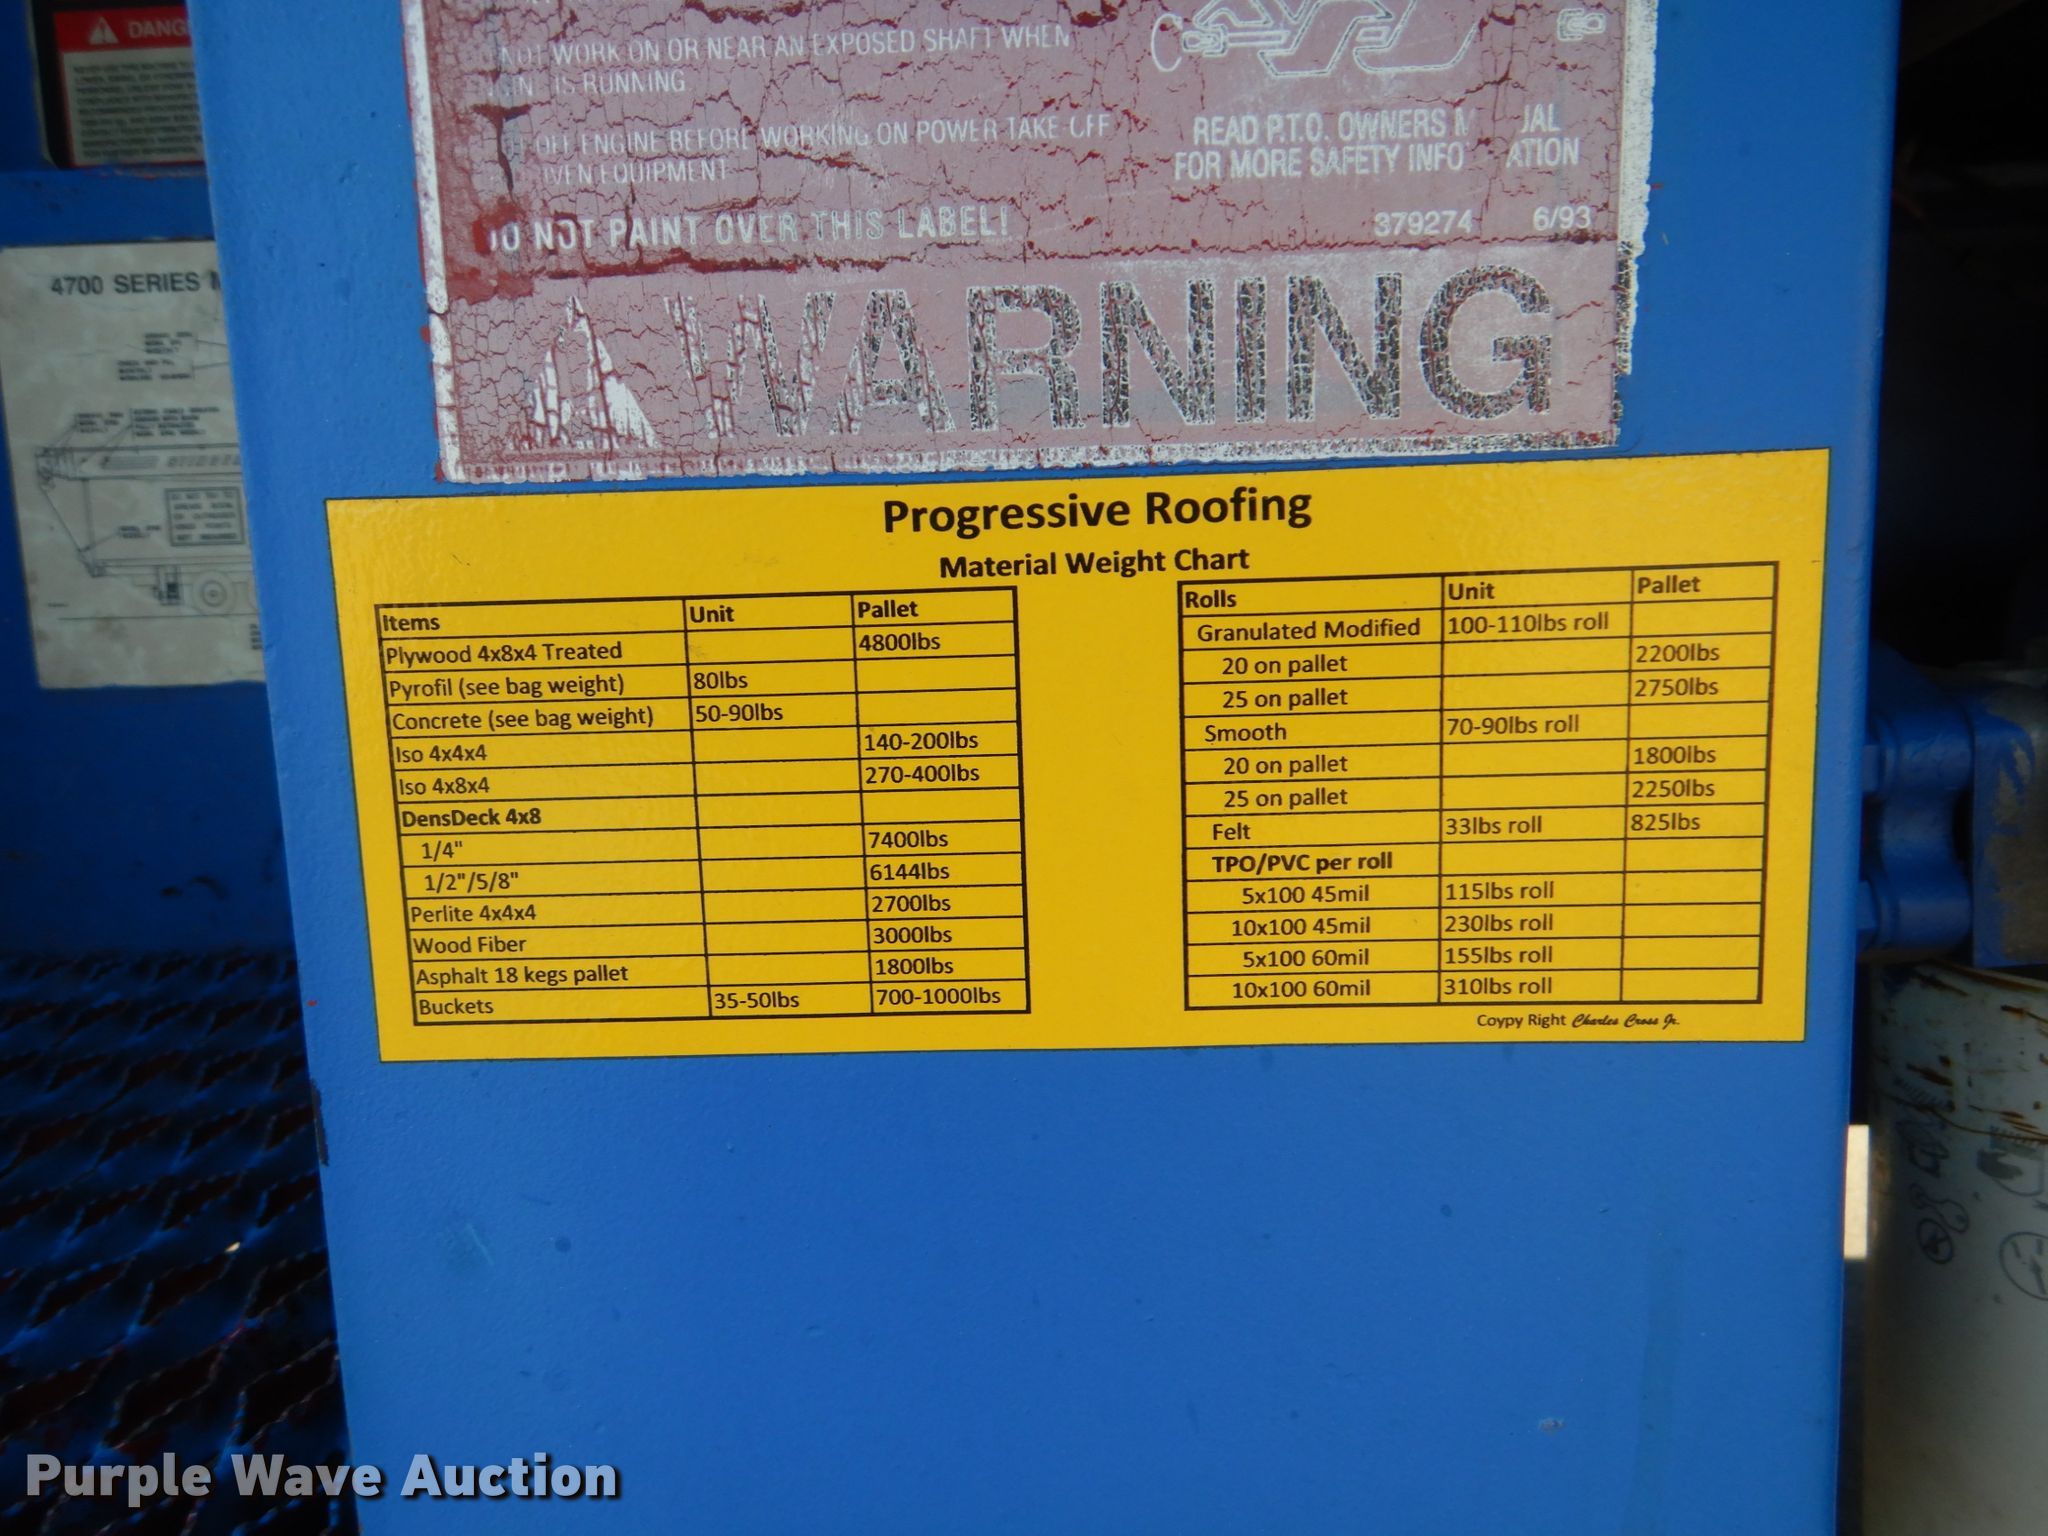 DANG
4700 SERIES
NOT WORK ON OR NEAR AN EXPOSED SHAFT WHEN
IS RUNNING
OFF ENGINE BEFORE WORKING ON POWER TAKE OFF
EQUIPMENT
READ P.T.O. OWNERS
FOR MORE SAFETY INFO
DO NOT PAINT OVER THIS LABEL!
379274 6/93
WARNING
Progressive Roofing
Material Weight Chart
Items Unit Pallet
Plywood 4x8x4 Treated 4800lbs
Pyrofil (see bag weight) 80lbs
Concrete (see bag weight) 50-90lbs
Iso 4x4x4 140-200lbs
Iso 4x8x4 270-400lbs
DensDeck 4x8
1/4" 7400lbs
1/2"/5/8" 6144lbs
Perlite 4x4x4 2700lbs
Wood Fiber 3000lbs
Asphalt 18 kegs pallet 1800lbs
Buckets 35-50lbs 700-1000lbs
Rolls Unit Pallet
Granulated Modified 100-110lbs roll
20 on pallet 2200lbs
25 on pallet 2750lbs
Smooth 70-90lbs roll
20 on pallet 1800lbs
25 on pallet 2250lbs
Felt 33lbs roll 825lbs
TPO/PVC per roll
5x100 45mil 115lbs roll
10x100 45mil 230lbs roll
5x100 60mil 155lbs roll
10x100 60mil 310lbs roll
Coypy Right Charles Cross Jr.
Purple Wave Auction